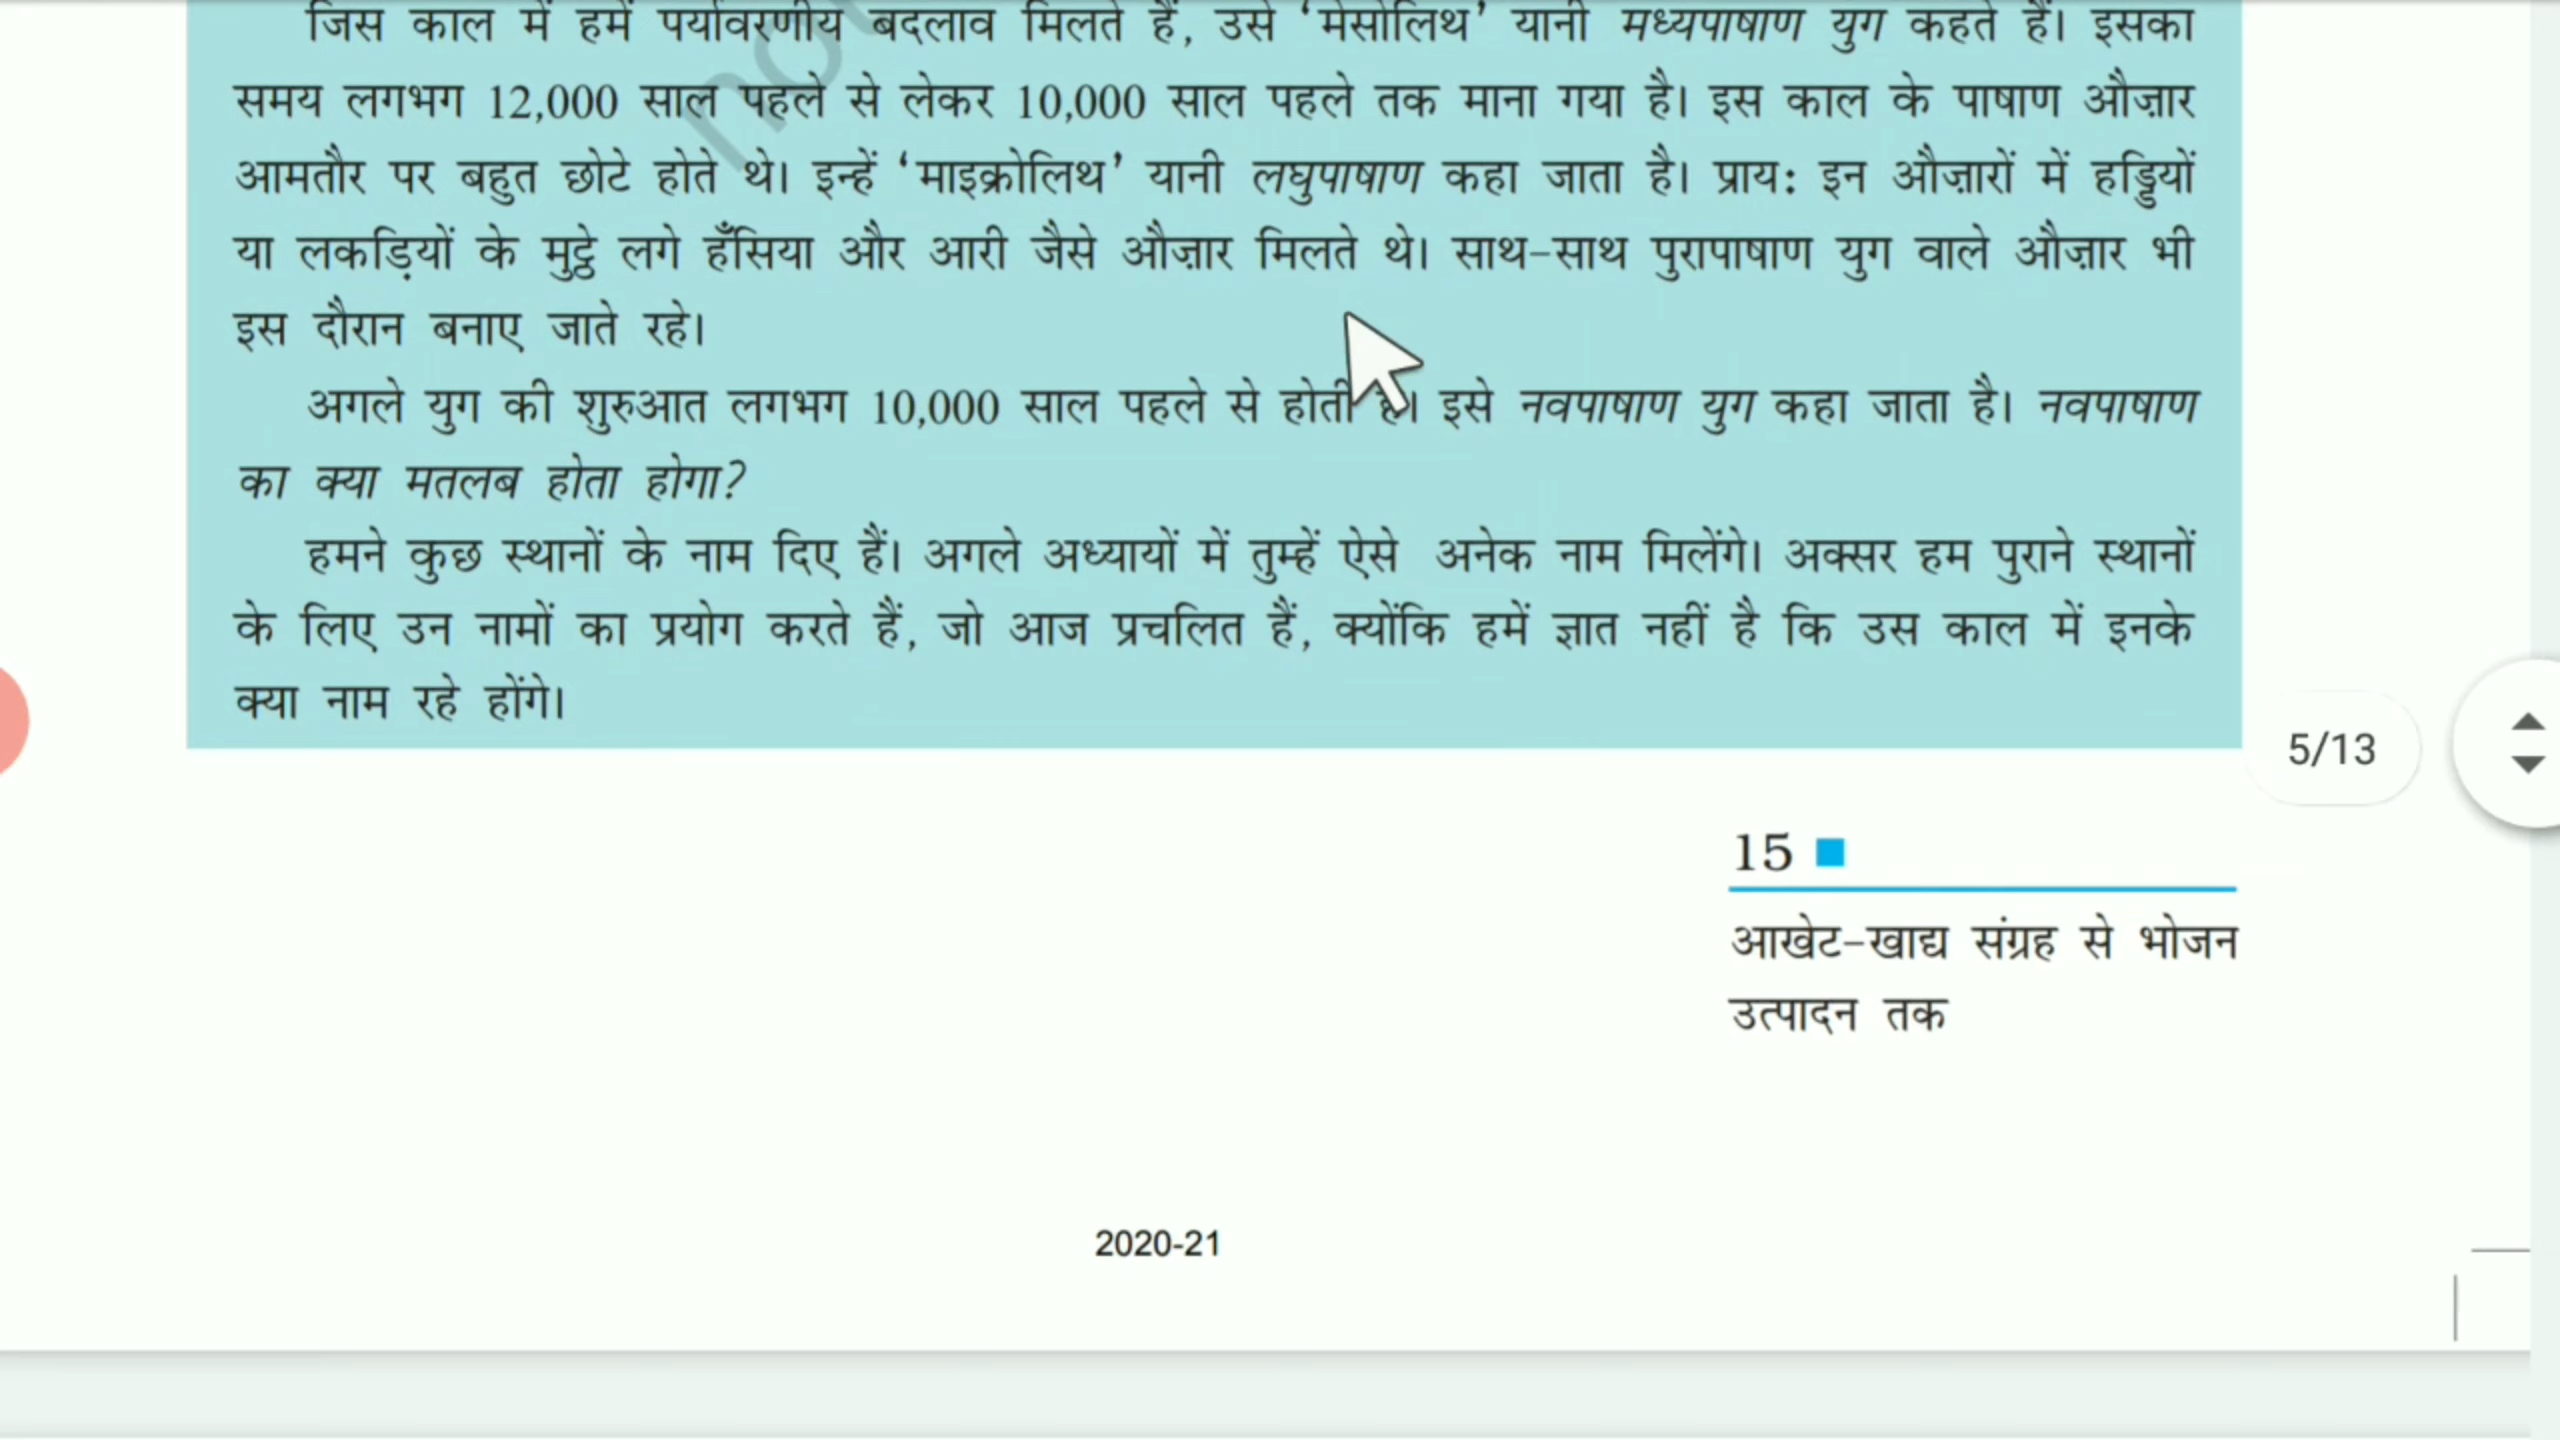 जिस काल में हमें पर्यावरणीय बदलाव मिलते हैं, उसे ‘मेसोलिथ’ यानी मध्यपाषाण युग कहते हैं। इसका
समय लगभग 12,000 साल पहले से लेकर 10,000 साल पहले तक माना गया है। इस काल के पाषाण औज़ार
आमतौर पर बहुत छोटे होते थे। इन्हें ‘माइक्रोलिथ’ यानी लघुपाषाण कहा जाता है। प्राय: इन औज़ारों में हड्डियों
या लकड़ियों के मुट्ठे लगे हँसिया और आरी जैसे औज़ार मिलते थे। साथ-साथ पुरापाषाण युग वाले औज़ार भी
इस दौरान बनाए जाते रहे।
अगले युग की शुरुआत लगभग 10,000 साल पहले से होती है। इसे नवपाषाण युग कहा जाता है। नवपाषाण
का क्या मतलब होता होगा?
हमने कुछ स्थानों के नाम दिए हैं। अगले अध्यायों में तुम्हें ऐसे अनेक नाम मिलेंगे। अक्सर हम पुराने स्थानों
के लिए उन नामों का प्रयोग करते हैं, जो आज प्रचलित हैं, क्योंकि हमें ज्ञात नहीं है कि उस काल में इनके
क्या नाम रहे होंगे।
5/13
15
आखेट-खाद्य संग्रह से भोजन
उत्पादन तक
2020-21